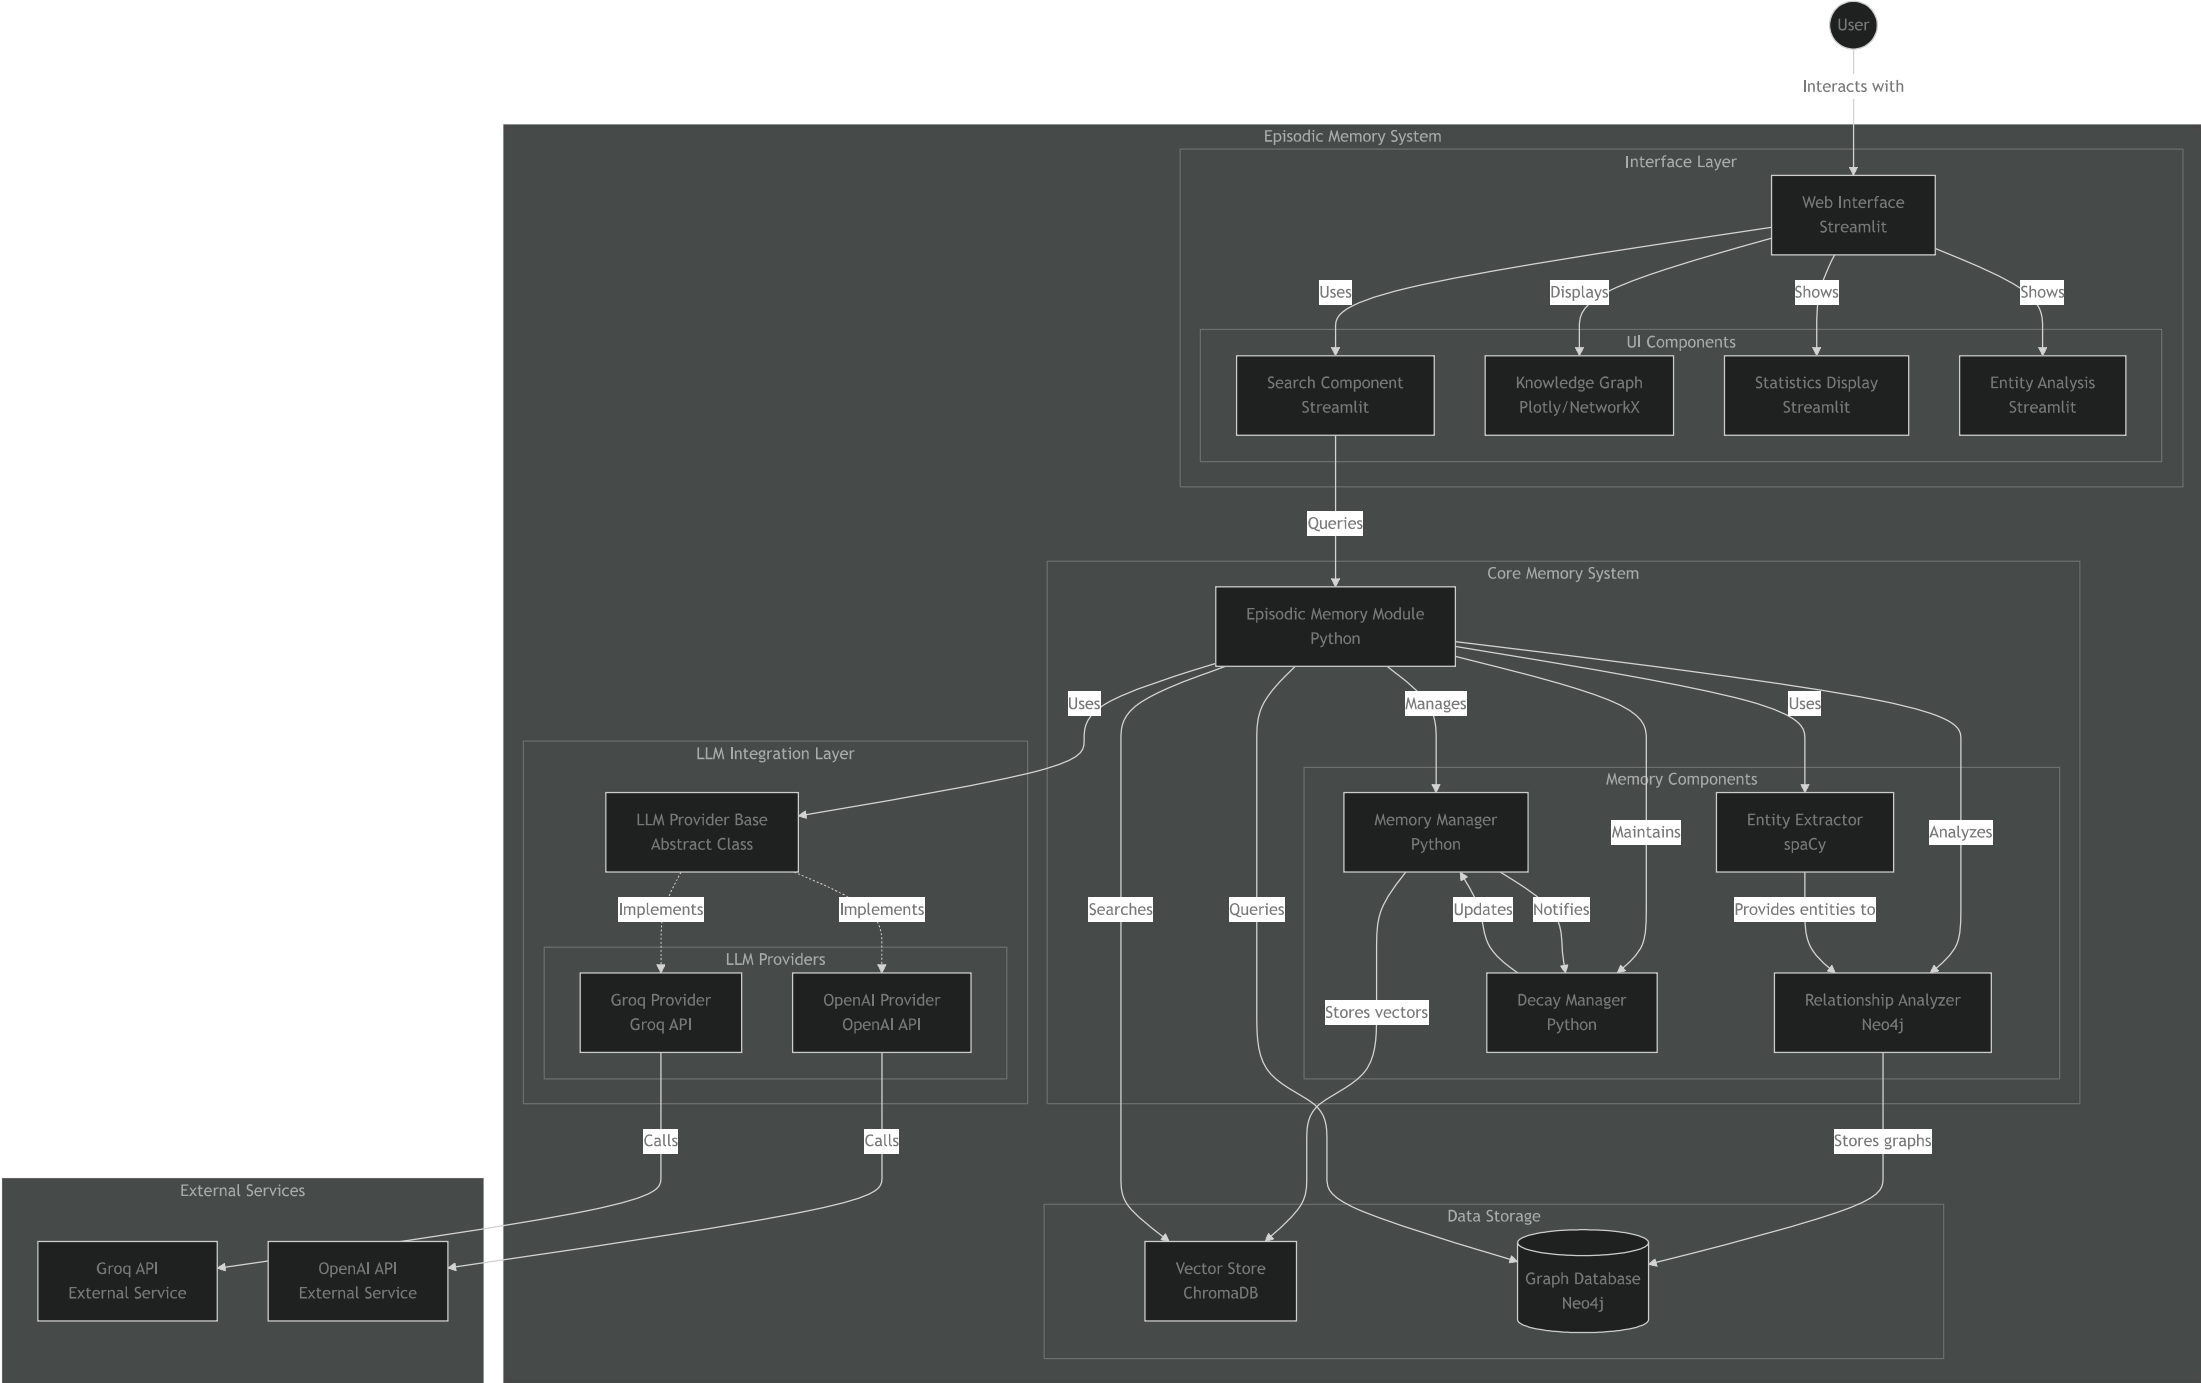 User
Interacts with
Episodic Memory System
Interface Layer
Web Interface
Streamlit
Uses
Displays
Shows
Shows
UI Components
Search Component
Streamlit
Knowledge Graph
Plotly/NetworkX
Statistics Display
Streamlit
Entity Analysis
Streamlit
Queries
Core Memory System
Episodic Memory Module
Python
Uses
Manages
Uses
LLM Integration Layer
Memory Components
LLM Provider Base
Abstract Class
Memory Manager
Python
Maintains
Entity Extractor
spaCy
Analyzes
Implements
Implements
Searches
Queries
Updates
Notifies
Provides entities to
LLM Providers
Groq Provider
Groq API
OpenAI Provider
OpenAI API
Stores vectors
Decay Manager
Python
Relationship Analyzer
Neo4j
Calls
Calls
Stores graphs
External Services
Data Storage
Groq API
External Service
OpenAI API
External Service
Vector Store
ChromaDB
Graph Database
Neo4j